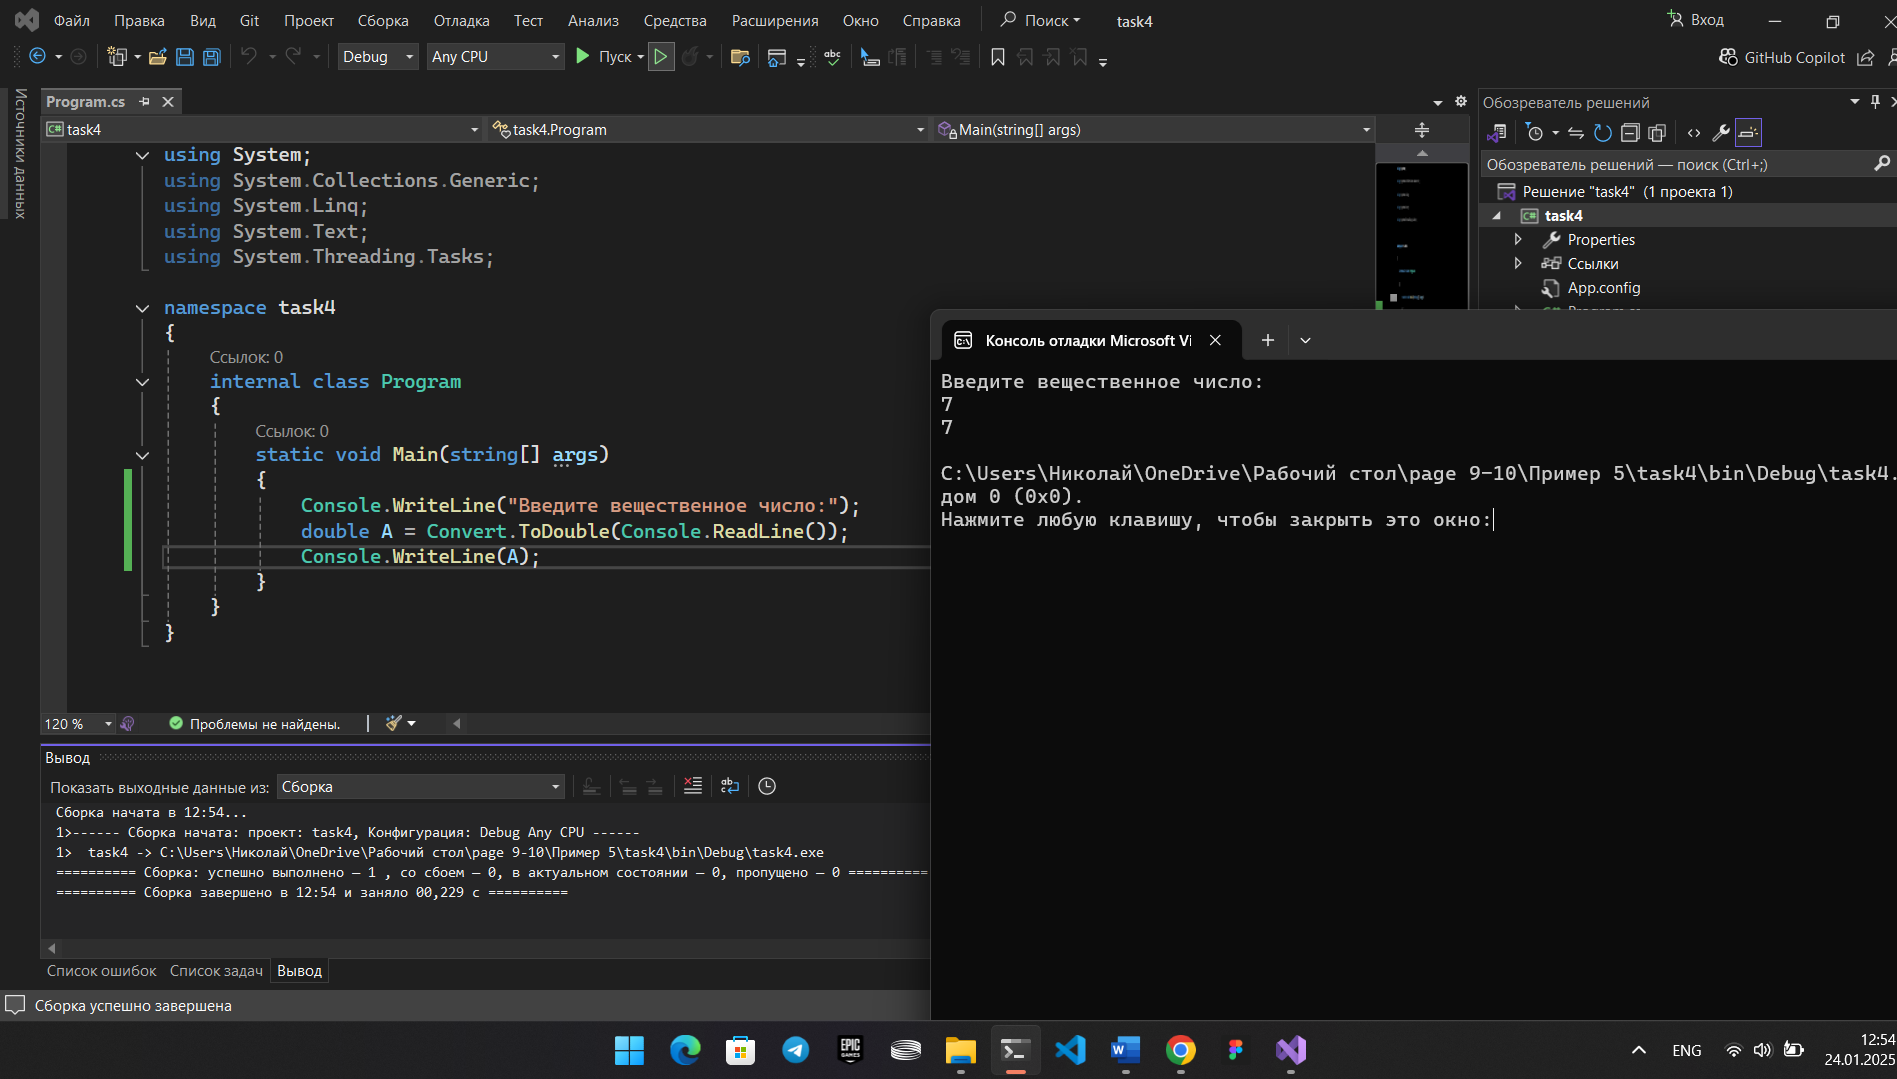 Файл Правка Вид Git Проект Сборка Отладка Тест Анализ Средства Расширения Окно Справка Поиск task4 Вход
Debug Any CPU Пуск GitHub Copilot
Источники данных
Program.cs
task4 task4.Program Main(string[] args)
using System;
using System.Collections.Generic;
using System.Linq;
using System.Text;
using System.Threading.Tasks;
namespace task4
{
Ссылок: 0
internal class Program
{
Ссылок: 0
static void Main(string[] args)
{
Console.WriteLine("Введите вещественное число:");
double A = Convert.ToDouble(Console.ReadLine());
Console.WriteLine(A);
}
}
}
120 % Проблемы не найдены.
Обозреватель решений
Обозреватель решений — поиск (Ctrl+;)
Решение "task4" (1 проекта 1)
task4
Properties
Ссылки
App.config
Консоль отладки Microsoft Vi
Введите вещественное число:
7
7
C:\Users\Николай\OneDrive\Рабочий стол\page 9-10\Пример 5\task4\bin\Debug\task4.
дом 0 (0x0).
Нажмите любую клавишу, чтобы закрыть это окно:
Вывод
Показать выходные данные из: Сборка
Сборка начата в 12:54...
1>------ Сборка начата: проект: task4, Конфигурация: Debug Any CPU ------
1>  task4 -> C:\Users\Николай\OneDrive\Рабочий стол\page 9-10\Пример 5\task4\bin\Debug\task4.exe
========== Сборка: успешно выполнено — 1 , со сбоем — 0, в актуальном состоянии — 0, пропущено — 0 ==========
========== Сборка завершено в 12:54 и заняло 00,229 с ==========
Список ошибок Список задач Вывод
Сборка успешно завершена
EPIC GAMES
ENG
12:54
24.01.2025